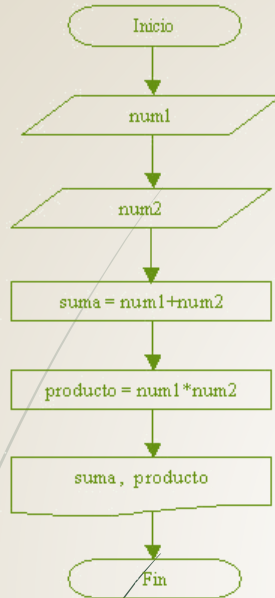 Inicio
num1
num2
suma = num1+num2
producto = num1*num2
suma , producto
Fin